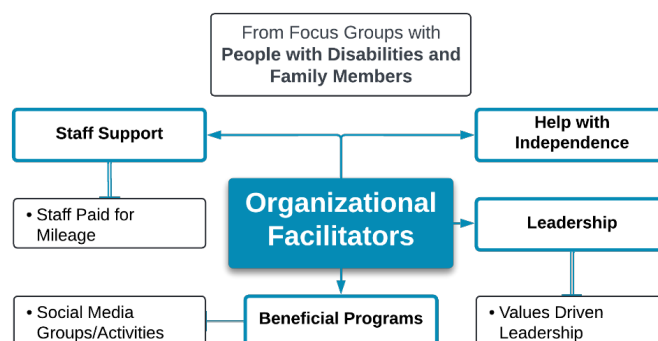 From Focus Groups with
People with Disabilities and
Family Members
Staff Support
Help with
Independence
• Staff Paid for
Mileage
Organizational
Facilitators
Leadership
• Social Media
Groups/Activities
Beneficial Programs
• Values Driven
Leadership